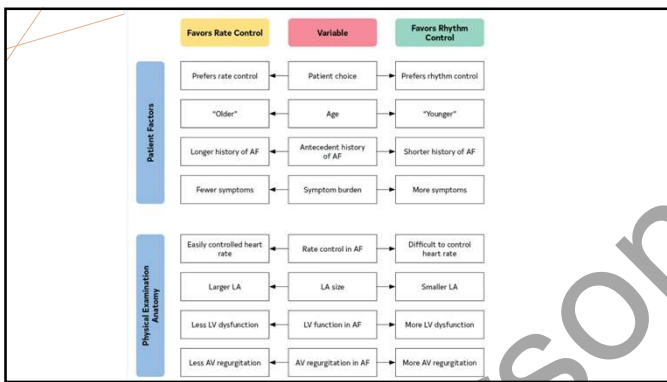 Favors Rate Control
Variable
Favors Rhythm
Control
Patient Factors
Prefers rate control
Patient choice
Prefers rhythm control
"Older"
Age
"Younger"
Longer history of AF
Antecedent history
of AF
Shorter history of AF
Fewer symptoms
Symptom burden
More symptoms
Physical Examination
Anatomy
Easily controlled heart
rate
Rate control in AF
Difficult to control
heart rate
Larger LA
LA size
Smaller LA
Less LV dysfunction
LV function in AF
More LV dysfunction
Less AV regurgitation
AV regurgitation in AF
More AV regurgitation